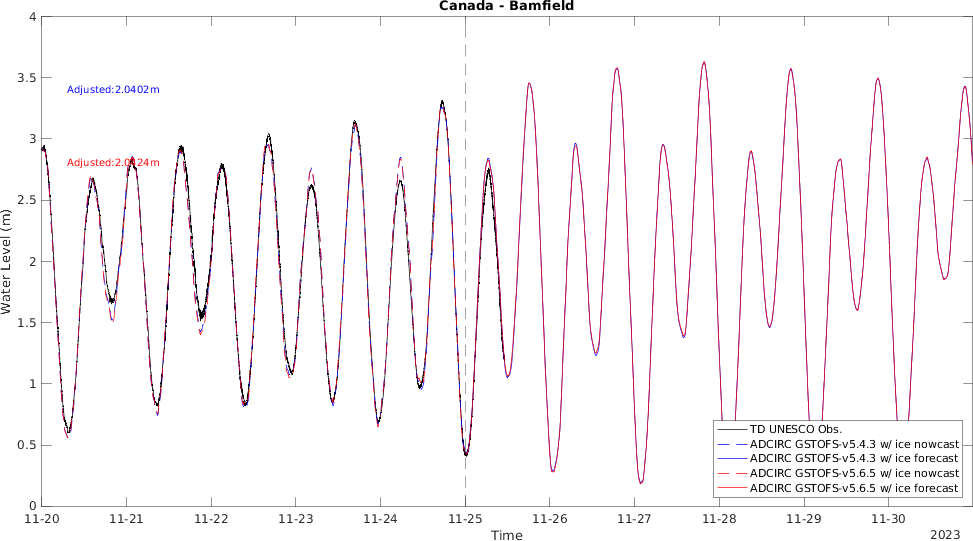 Canada - Bamfield
4
3.5
3
2.5
2
1.5
1
0.5
0
Water Level (m)
Adjusted:2.0402m
TD UNESCO Obs.
ADCIRC GSTOFS-v5.4.3 w/ ice nowcast
ADCIRC GSTOFS-v5.4.3 w/ ice forecast
ADCIRC GSTOFS-v5.6.5 w/ ice nowcast
ADCIRC GSTOFS-v5.6.5 w/ ice forecast
11-20 11-21 11-22 11-23 11-24 11-25 11-26 11-27 11-28 11-29 11-30
Time
2023